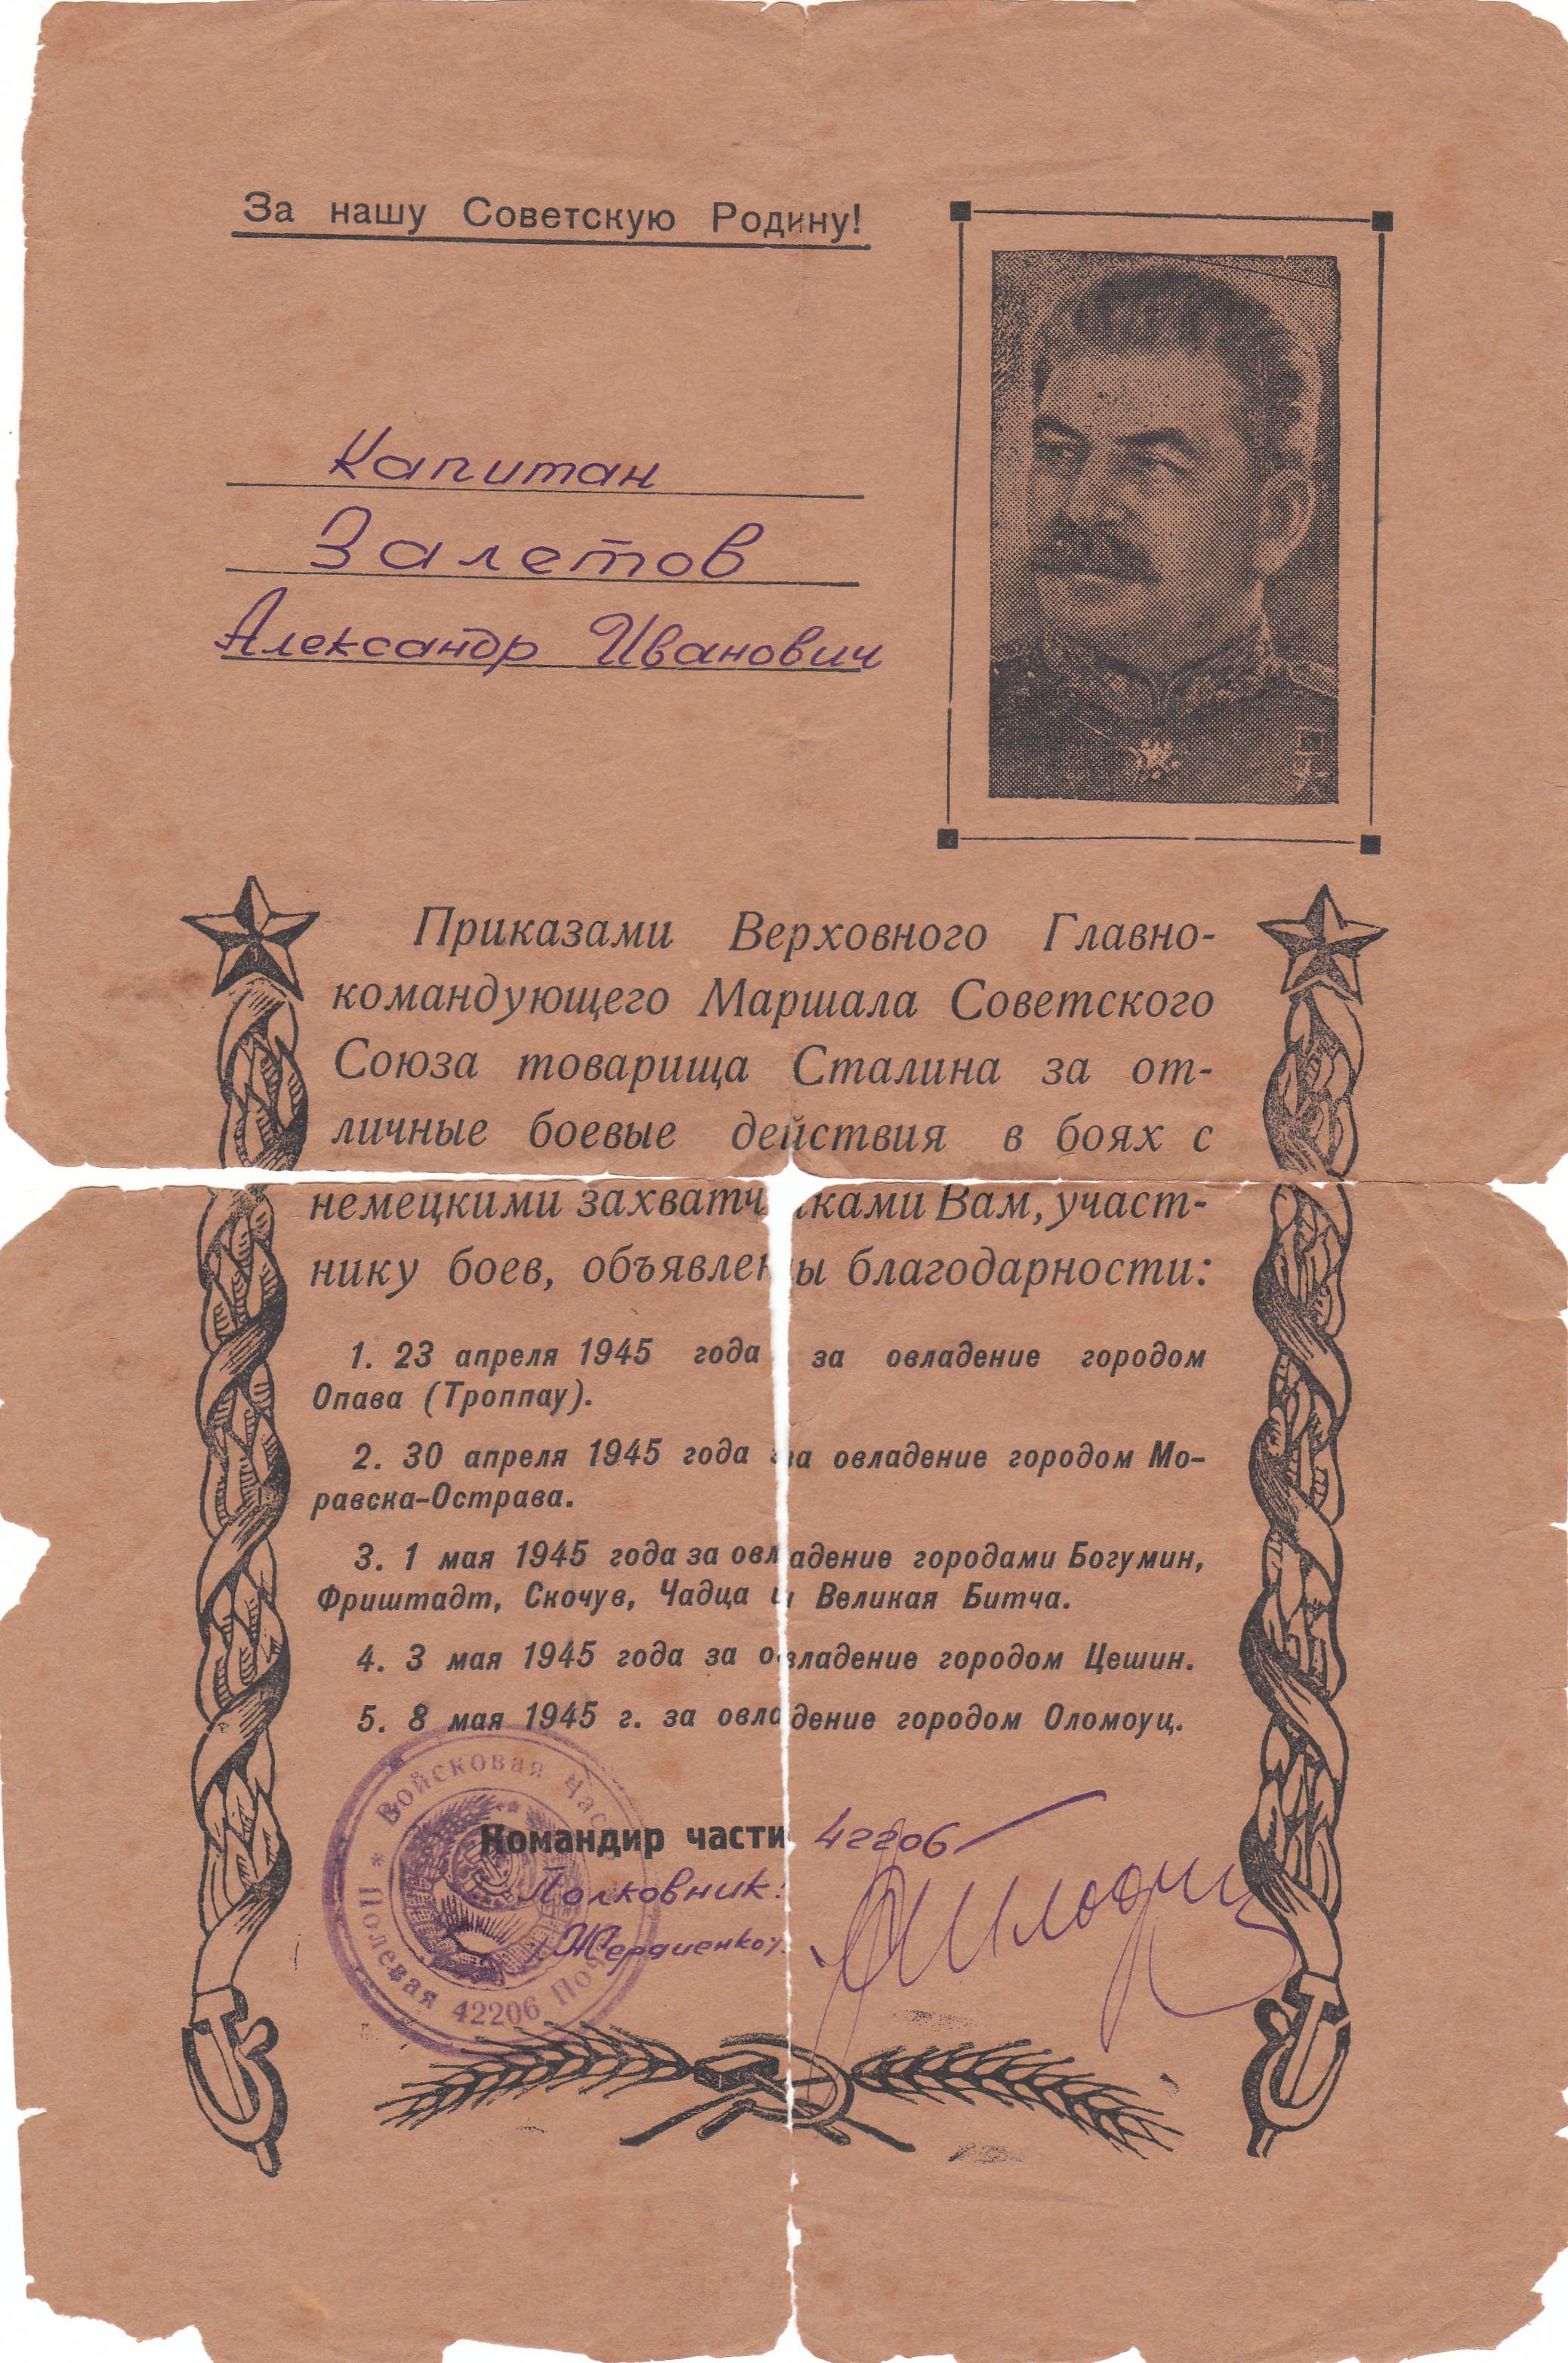 За нашу Советскую Родину!
Капитан
Залетов
Александр Иванович
Приказами Верховного Главно-
командующего Маршала Советского
Союза товарища Сталина за от-
личные боевые действия в боях с
немецкими захватчиками Вам, участ-
нику боев, объявлены благодарности:
1. 23 апреля 1945 года за овладение городом
Опава (Троппау).
2. 30 апреля 1945 года за овладение городом Мо-
равска-Острава.
3. 1 мая 1945 года за овладение городами Богумин,
Фриштадт, Скочув, Чадца и Великая Битча.
4. 3 мая 1945 года за овладение городом Цешин.
5. 8 мая 1945 г. за овладение городом Оломоуц.
Войсковая Час
Командир части 42206
Полковник:
Полевая 42206 Поч